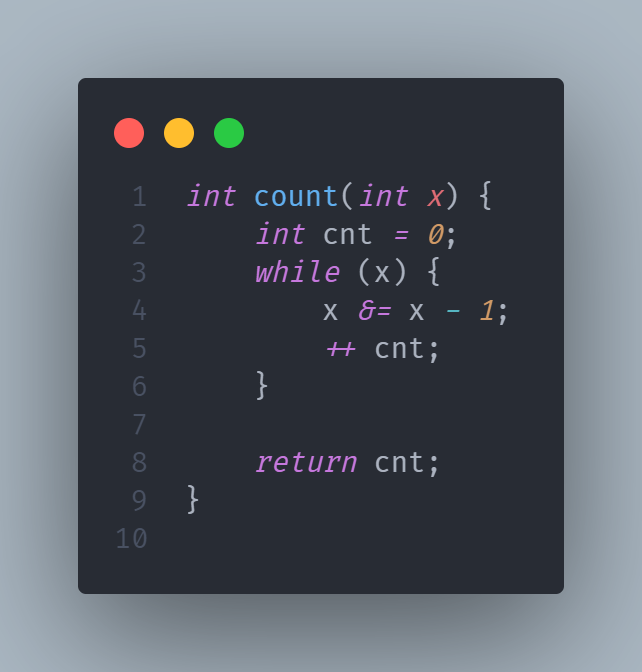 1 int count(int x) {
2     int cnt = 0;
3     while (x) {
4         x &= x - 1;
5         ++ cnt;
6     }
7
8     return cnt;
9 }
10